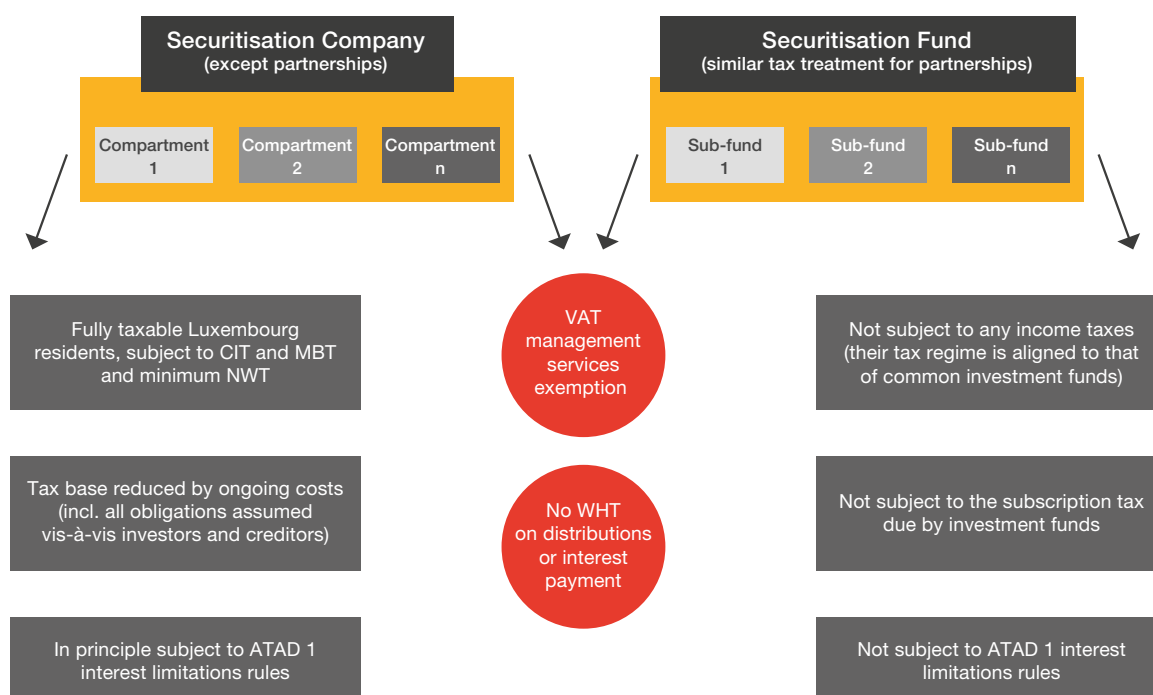 Securitisation Company
(except partnerships)
Compartment
1
Compartment
2
Compartment
n
Securitisation Fund
(similar tax treatment for partnerships)
Sub-fund
1
Sub-fund
2
Sub-fund
n
Fully taxable Luxembourg
residents, subject to CIT and MBT
and minimum NWT
Tax base reduced by ongoing costs
(incl. all obligations assumed
vis-à-vis investors and creditors)
In principle subject to ATAD 1
interest limitations rules
VAT
management
services
exemption
No WHT
on distributions
or interest
payment
Not subject to any income taxes
(their tax regime is aligned to that
of common investment funds)
Not subject to the subscription tax
due by investment funds
Not subject to ATAD 1 interest
limitations rules